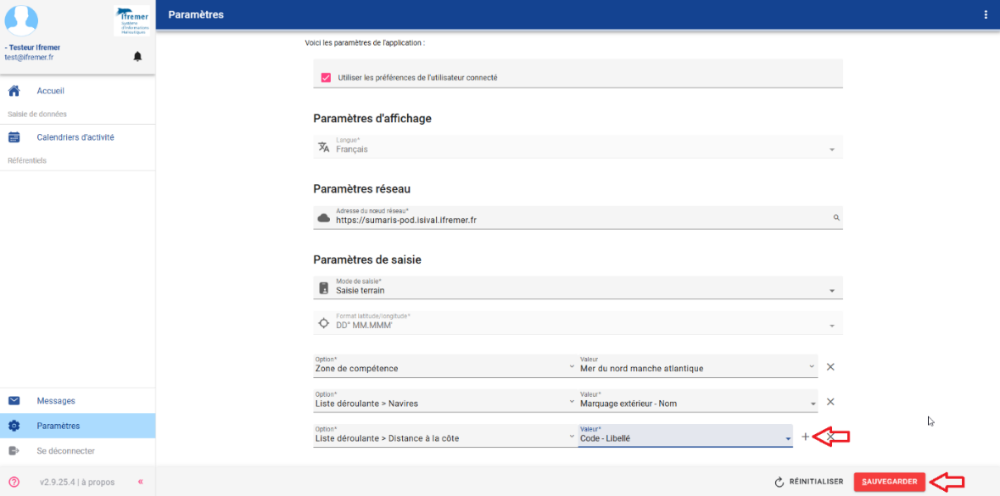 Ifremer
Système
d'Informations
Halieutiques
- Testeur Ifremer
test@ifremer.fr
Accueil
Saisie de données
Calendriers d'activité
Référentiels
Messages
Paramètres
Se déconnecter
v2.9.25.4 | à propos
«
Paramètres
Voici les paramètres de l'application :
Utiliser les préférences de l'utilisateur connecté
Paramètres d'affichage
Langue*
Français
Paramètres réseau
Adresse du nœud réseau*
https://sumaris-pod.isival.ifremer.fr
Paramètres de saisie
Mode de saisie*
Saisie terrain
Format latitude/longitude*
DD° MM.MMM'
Option* Valeur
Zone de compétence Mer du nord manche atlantique
Option* Valeur*
Liste déroulante > Navires Marquage extérieur - Nom
Option* Valeur*
Liste déroulante > Distance à la côte Code - Libellé
RÉINITIALISER SAUVEGARDER